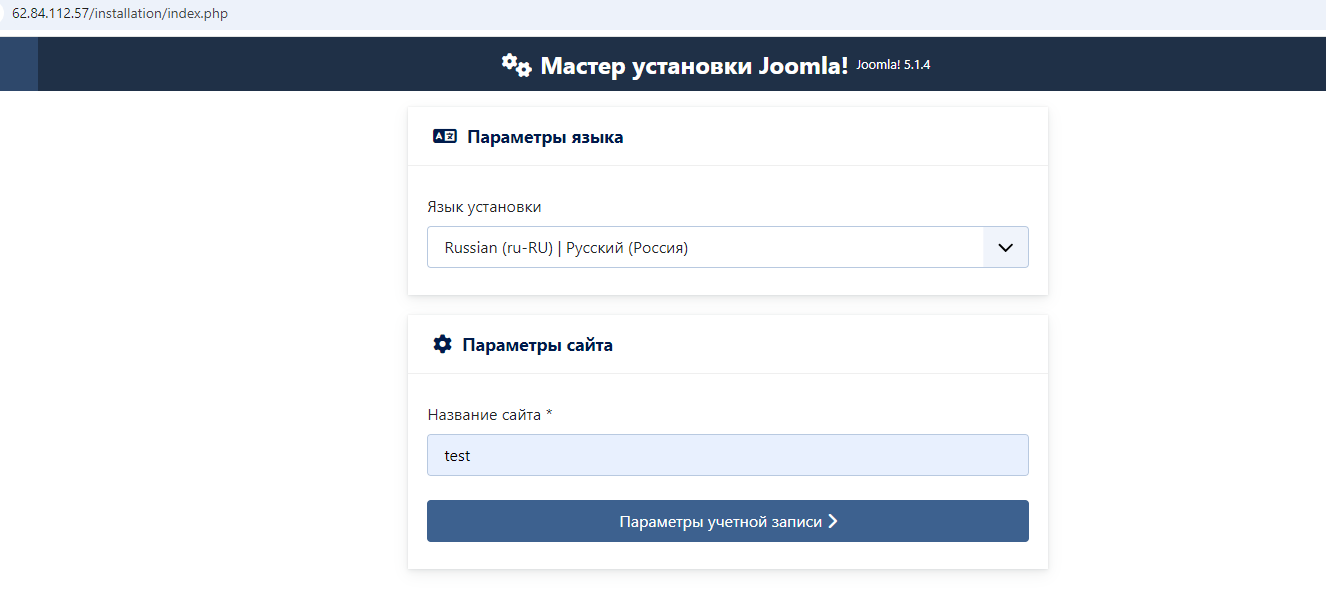 62.84.112.57/installation/index.php
Мастер установки Joomla! Joomla! 5.1.4
Параметры языка
Язык установки
Russian (ru-RU) | Русский (Россия)
Параметры сайта
Название сайта *
test
Параметры учетной записи